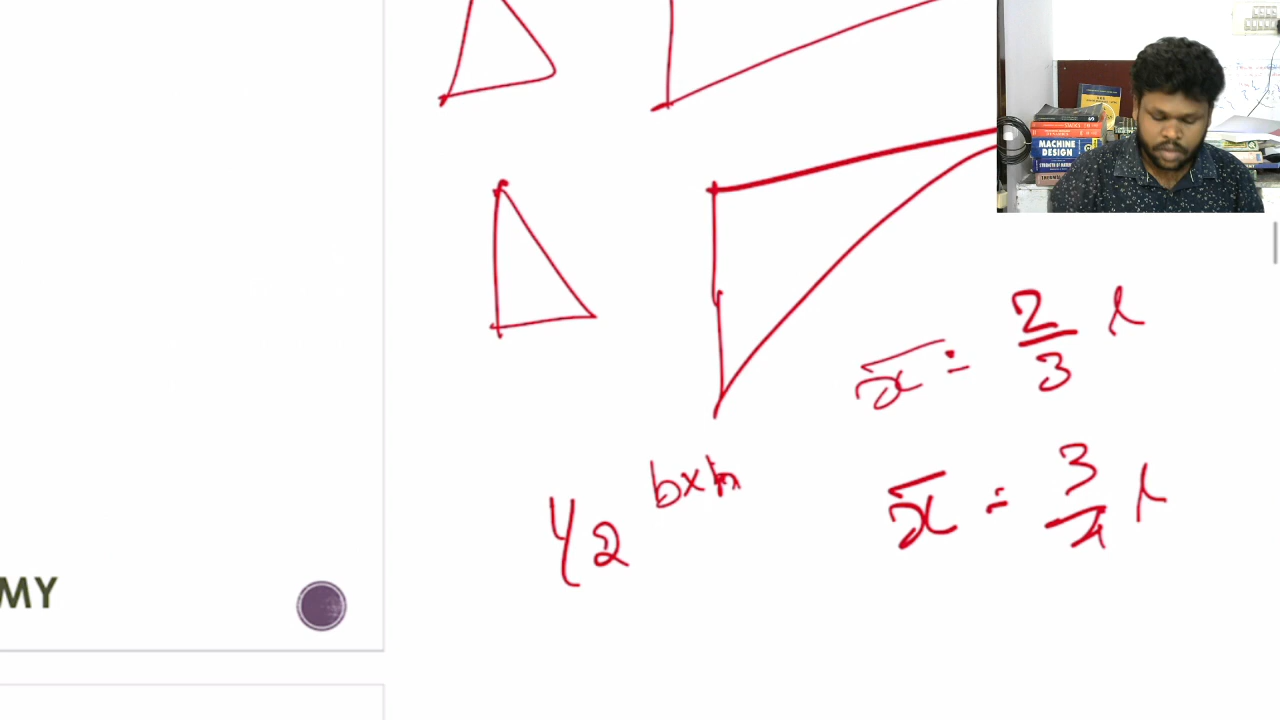 MACHINE
DESIGN
x̄ = 2/3 l
1/2 b×h
x̄ = 3/4 l
MY